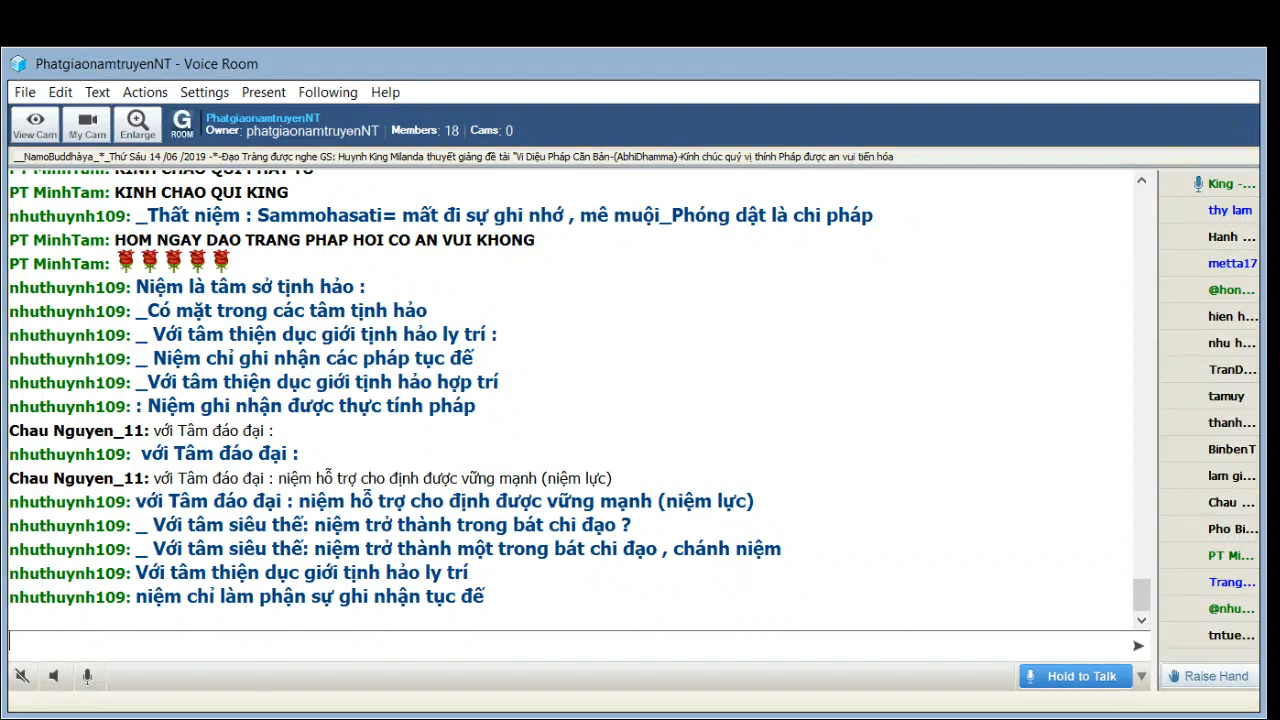 PhatgiaonamtruyenNT - Voice Room
File Edit Text Actions Settings Present Following Help
View Cam My Cam Enlarge G ROOM
PhatgiaonamtruyenNT
Owner: phatgiaonamtruyenNT | Members: 18 | Cams: 0
__NamoBuddhàya_*_Thứ Sáu 14 /06 /2019 -*-Đạo Tràng được nghe GS: Huynh King Milanda thuyết giảng đề tài "Vi Diệu Pháp Căn Bản-(AbhiDhamma)-Kính chúc quý vị thính Pháp được an vui tiến hóa
PT MinhTam: KINH CHAO QUI PHAT TU
PT MinhTam: KINH CHAO QUI KING
nhuthuynh109: _Thất niệm : Sammohasati= mất đi sự ghi nhớ , mê muội_Phóng dật là chi pháp
PT MinhTam: HOM NGAY DAO TRANG PHAP HOI CO AN VUI KHONG
PT MinhTam:
nhuthuynh109: Niệm là tâm sở tịnh hảo :
nhuthuynh109: _Có mặt trong các tâm tịnh hảo
nhuthuynh109: _ Với tâm thiện dục giới tịnh hảo ly trí :
nhuthuynh109: _ Niệm chỉ ghi nhận các pháp tục đế
nhuthuynh109: _Với tâm thiện dục giới tịnh hảo hợp trí
nhuthuynh109: : Niệm ghi nhận được thực tính pháp
Chau Nguyen_11: với Tâm đáo đại :
nhuthuynh109: với Tâm đáo đại :
Chau Nguyen_11: với Tâm đáo đại : niệm hỗ trợ cho định được vững mạnh (niệm lực)
nhuthuynh109: với Tâm đáo đại : niệm hỗ trợ cho định được vững mạnh (niệm lực)
nhuthuynh109: _ Với tâm siêu thế: niệm trở thành trong bát chi đạo ?
nhuthuynh109: _ Với tâm siêu thế: niệm trở thành một trong bát chi đạo , chánh niệm
nhuthuynh109: Với tâm thiện dục giới tịnh hảo ly trí
nhuthuynh109: niệm chỉ làm phận sự ghi nhận tục đế
King -...
thy lam
Hanh ...
metta17
@hon...
hien h...
nhu h...
TranD...
tamuy
thanh...
BinbenT
lam gi...
Chau ...
Pho Bi...
PT Mi...
Trang...
@nhu...
tntue...
Hold to Talk
Raise Hand